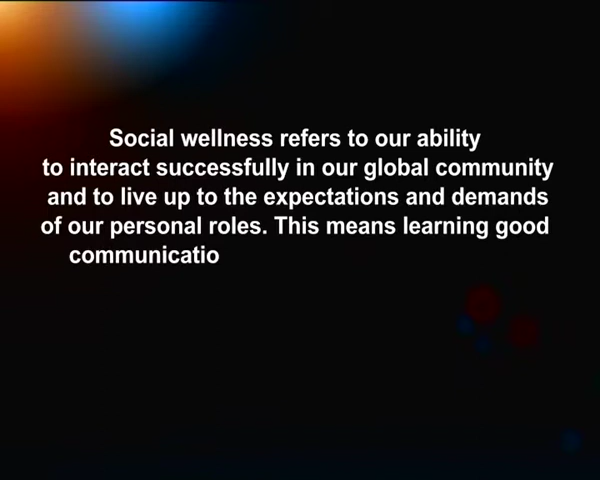 Social wellness refers to our ability
to interact successfully in our global community
and to live up to the expectations and demands
of our personal roles. This means learning good
communicatio